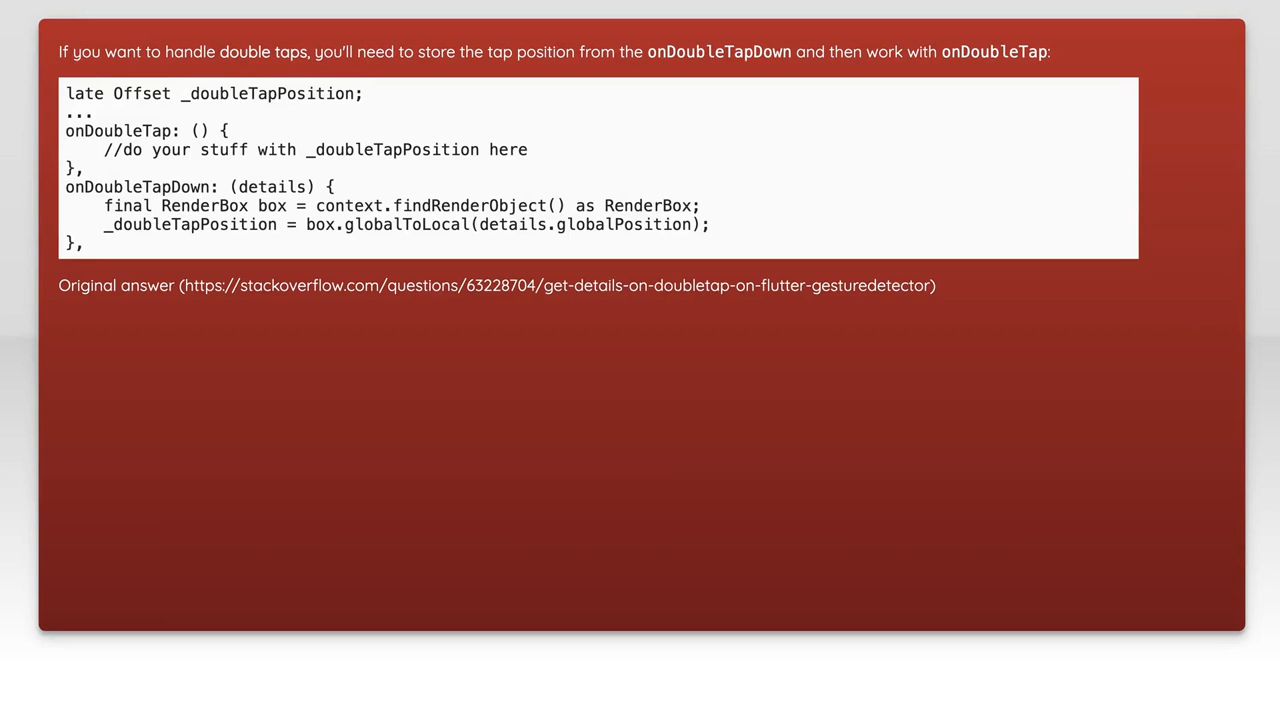 If you want to handle double taps, you'll need to store the tap position from the onDoubleTapDown and then work with onDoubleTap:
late Offset _doubleTapPosition;
...
onDoubleTap: () {
    //do your stuff with _doubleTapPosition here
},
onDoubleTapDown: (details) {
    final RenderBox box = context.findRenderObject() as RenderBox;
    _doubleTapPosition = box.globalToLocal(details.globalPosition);
},
Original answer (https://stackoverflow.com/questions/63228704/get-details-on-doubletap-on-flutter-gesturedetector)